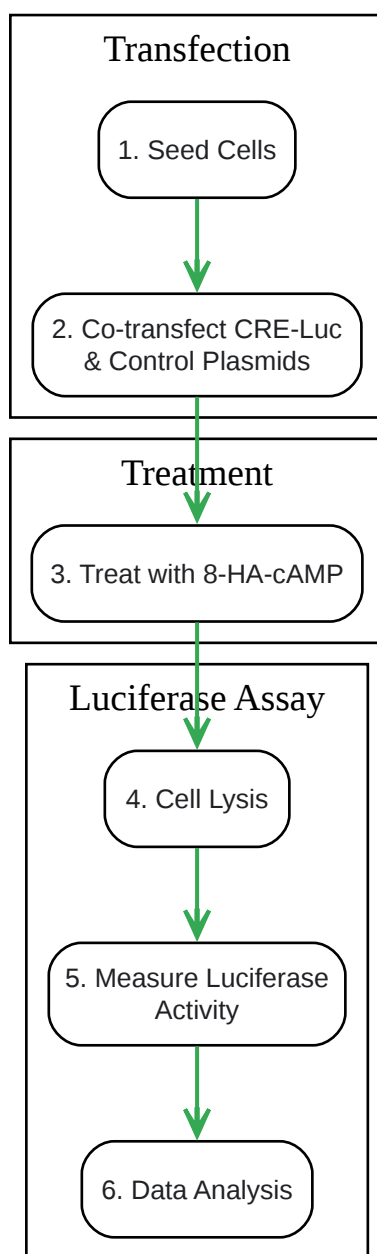 Transfection
1. Seed Cells
2. Co-transfect CRE-Luc
& Control Plasmids
Treatment
3. Treat with 8-HA-cAMP
Luciferase Assay
4. Cell Lysis
5. Measure Luciferase
Activity
6. Data Analysis